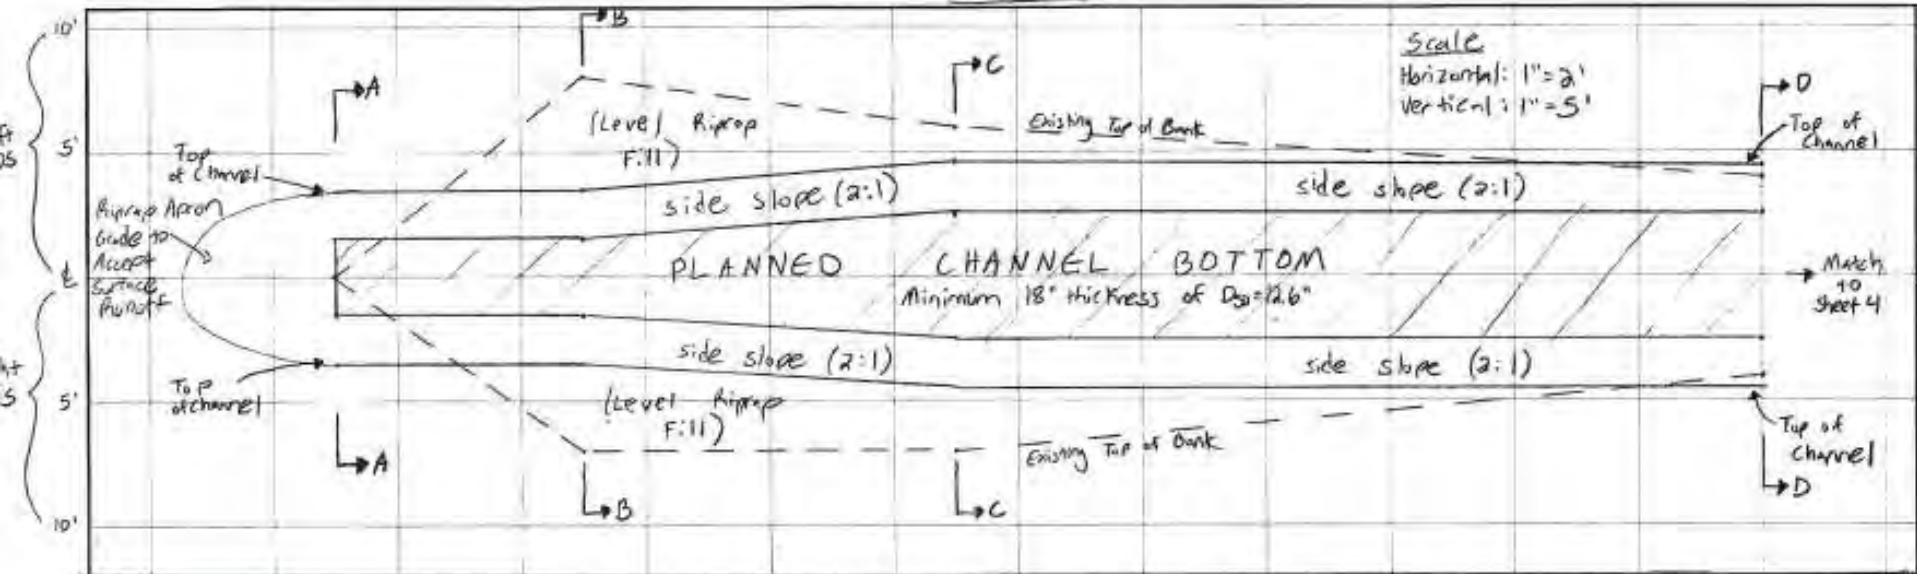 10'
5'
℄
5'
10'
A
B
C
D
Scale
Horizontal: 1"=2'
Vertical: 1"=5'
Top
of Channel
Riprap Apron
Grade to
Accept
Surface
Runoff
(Level Riprap
Fill)
Existing Top of Bank
Top of
Channel
side slope (2:1)
side slope (2:1)
PLANNED CHANNEL BOTTOM
Minimum 18" thickness of D50=12.6"
Match
to
sheet 4
side slope (2:1)
side slope (2:1)
Top
of channel
(Level Riprap
Fill)
Existing Top of Bank
Top of
Channel
A
B
C
D